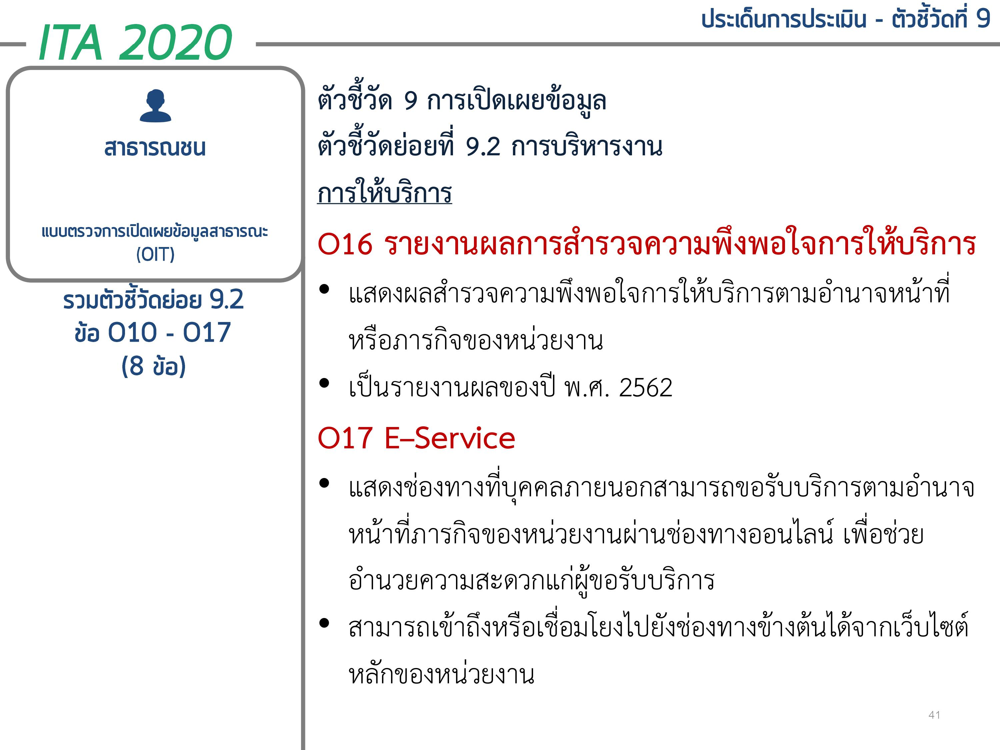 ประเด็นการประเมิน - ตัวชี้วัดที่ 9
ITA 2020
สาธารณชน
แบบตรวจการเปิดเผยข้อมูลสาธารณะ
(OIT)
รวมตัวชี้วัดย่อย 9.2
ข้อ O10 - O17
(8 ข้อ)
ตัวชี้วัด 9 การเปิดเผยข้อมูล
ตัวชี้วัดย่อยที่ 9.2 การบริหารงาน
การให้บริการ
O16 รายงานผลการสำรวจความพึงพอใจการให้บริการ
• แสดงผลสำรวจความพึงพอใจการให้บริการตามอำนาจหน้าที่
หรือภารกิจของหน่วยงาน
• เป็นรายงานผลของปี พ.ศ. 2562
O17 E–Service
• แสดงช่องทางที่บุคคลภายนอกสามารถขอรับบริการตามอำนาจ
หน้าที่ภารกิจของหน่วยงานผ่านช่องทางออนไลน์ เพื่อช่วย
อำนวยความสะดวกแก่ผู้ขอรับบริการ
• สามารถเข้าถึงหรือเชื่อมโยงไปยังช่องทางข้างต้นได้จากเว็บไซต์
หลักของหน่วยงาน
41